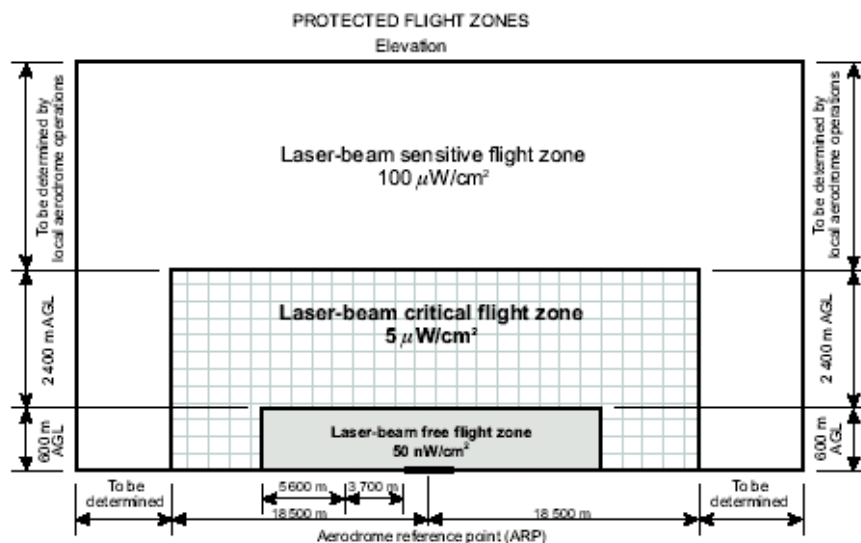 PROTECTED FLIGHT ZONES
Elevation
To be determined by
local aerodrome operations
Laser-beam sensitive flight zone
100 µW/cm²
To be determined by
local aerodrome operations
2 400 m AGL
Laser-beam critical flight zone
5 µW/cm²
2 400 m AGL
600 m
AGL
Laser-beam free flight zone
50 nW/cm²
600 m
AGL
To be
determined
5600 m
3 700 m
To be
determined
18 500 m
18 500 m
Aerodrome reference point (ARP)